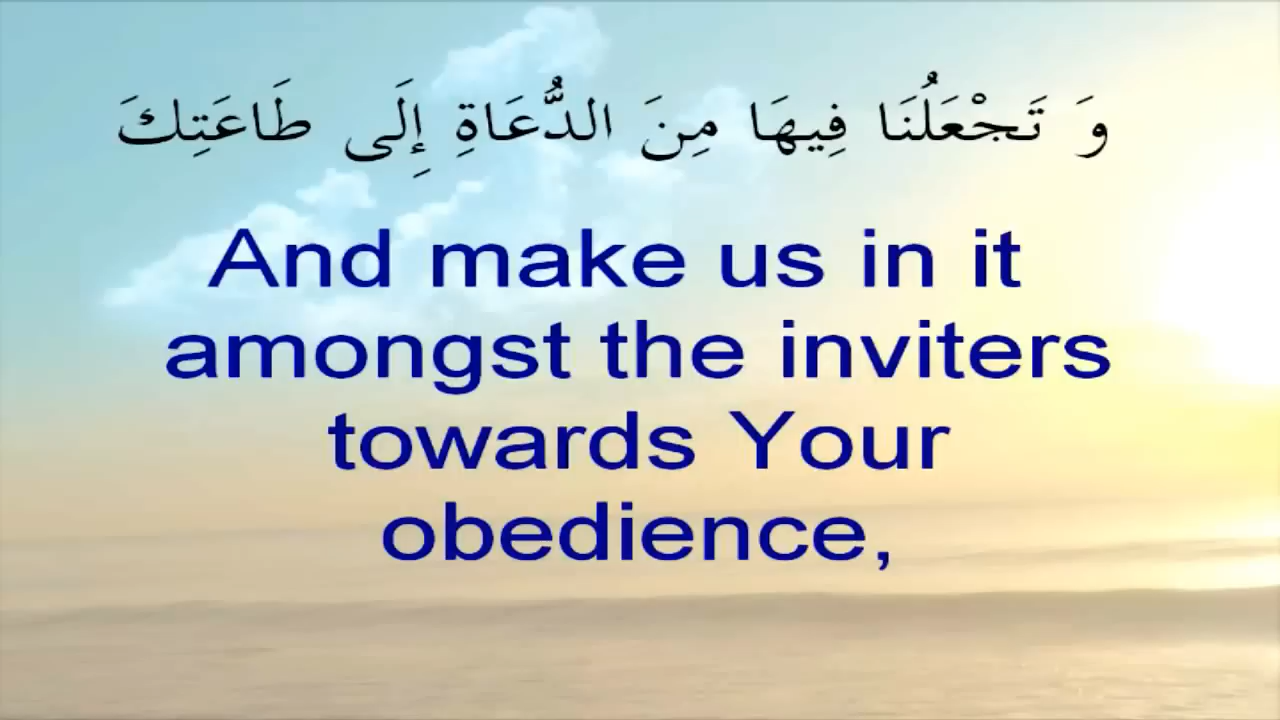 وَ تَجْعَلُنَا فِيهَا مِنَ الدُّعَاةِ إِلَى طَاعَتِكَ
And make us in it
amongst the inviters
towards Your
obedience,